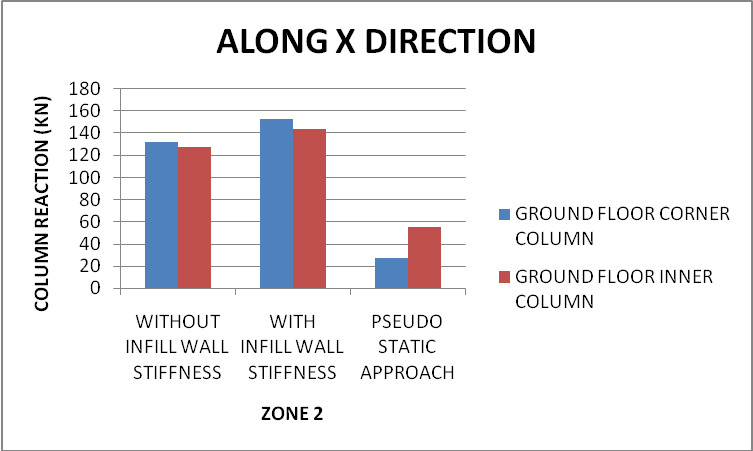 ALONG X DIRECTION
COLUMN REACTION (KN)
180
160
140
120
100
80
60
40
20
0
WITHOUT
INFILL WALL
STIFFNESS
WITH
INFILL WALL
STIFFNESS
PSEUDO
STATIC
APPROACH
ZONE 2
GROUND FLOOR CORNER
COLUMN
GROUND FLOOR INNER
COLUMN